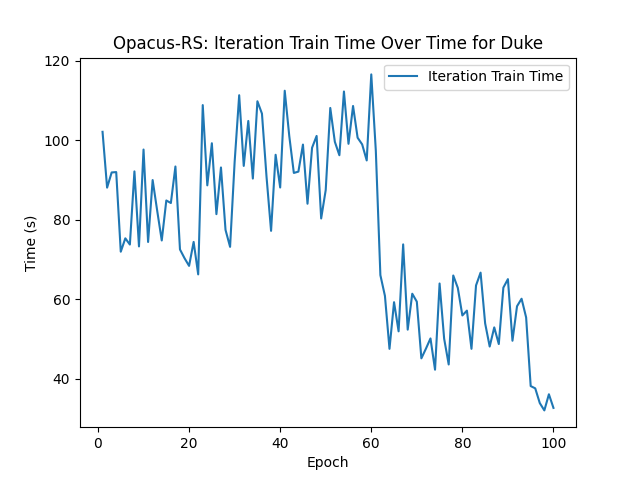 Opacus-RS: Iteration Train Time Over Time for Duke
Iteration Train Time
120
100
80
60
40
Time (s)
0 20 40 60 80 100
Epoch